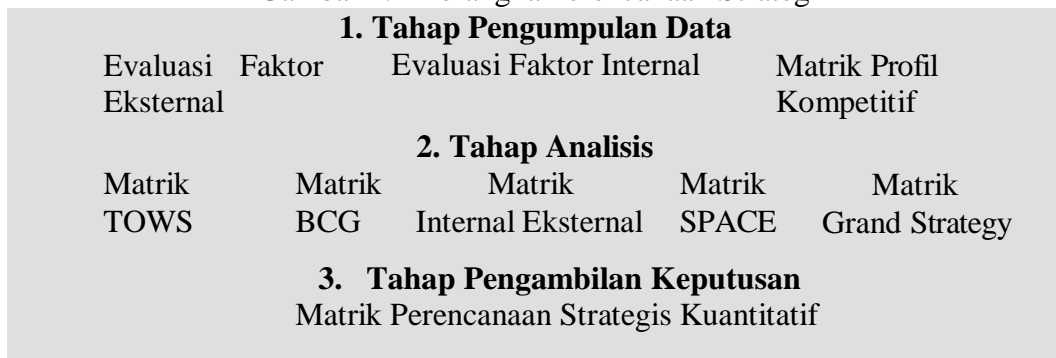 1. Tahap Pengumpulan Data
Evaluasi Faktor Eksternal
Evaluasi Faktor Internal
Matrik Profil Kompetitif
2. Tahap Analisis
Matrik TOWS
Matrik BCG
Matrik Internal Eksternal
Matrik SPACE
Matrik Grand Strategy
3. Tahap Pengambilan Keputusan
Matrik Perencanaan Strategis Kuantitatif